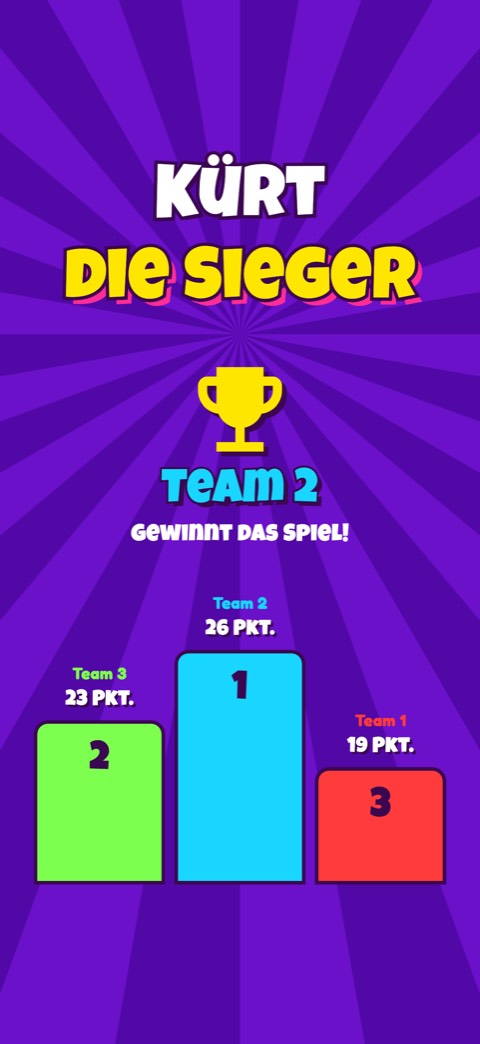 KÜRT
DIE SIEGER
TEAM 2
GEWINNT DAS SPIEL!
Team 2
26 PKT.
1
Team 3
23 PKT.
2
Team 1
19 PKT.
3